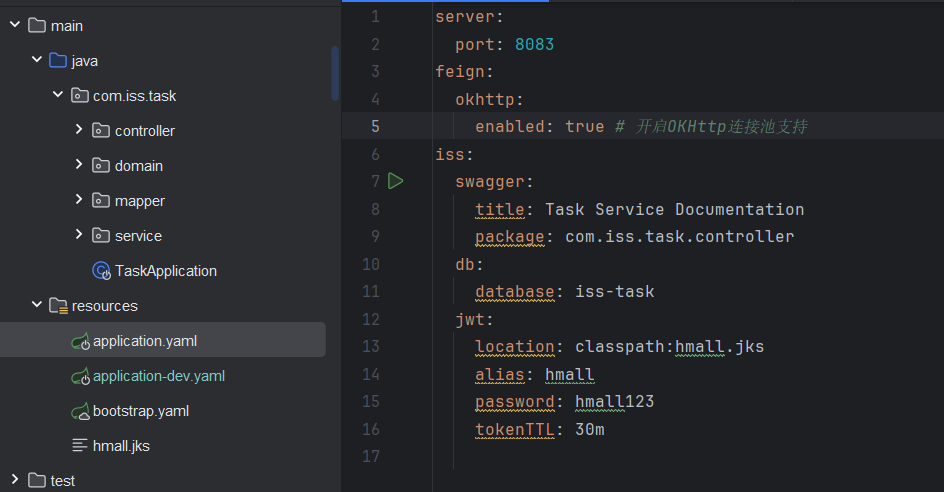 main
java
com.iss.task
controller
domain
mapper
service
TaskApplication
resources
application.yaml
application-dev.yaml
bootstrap.yaml
hmall.jks
test
1 server:
2 port: 8083
3 feign:
4 okhttp:
5 enabled: true # 开启OKHttp连接池支持
6 iss:
7 swagger:
8 title: Task Service Documentation
9 package: com.iss.task.controller
10 db:
11 database: iss-task
12 jwt:
13 location: classpath:hmall.jks
14 alias: hmall
15 password: hmall123
16 tokenTTL: 30m
17